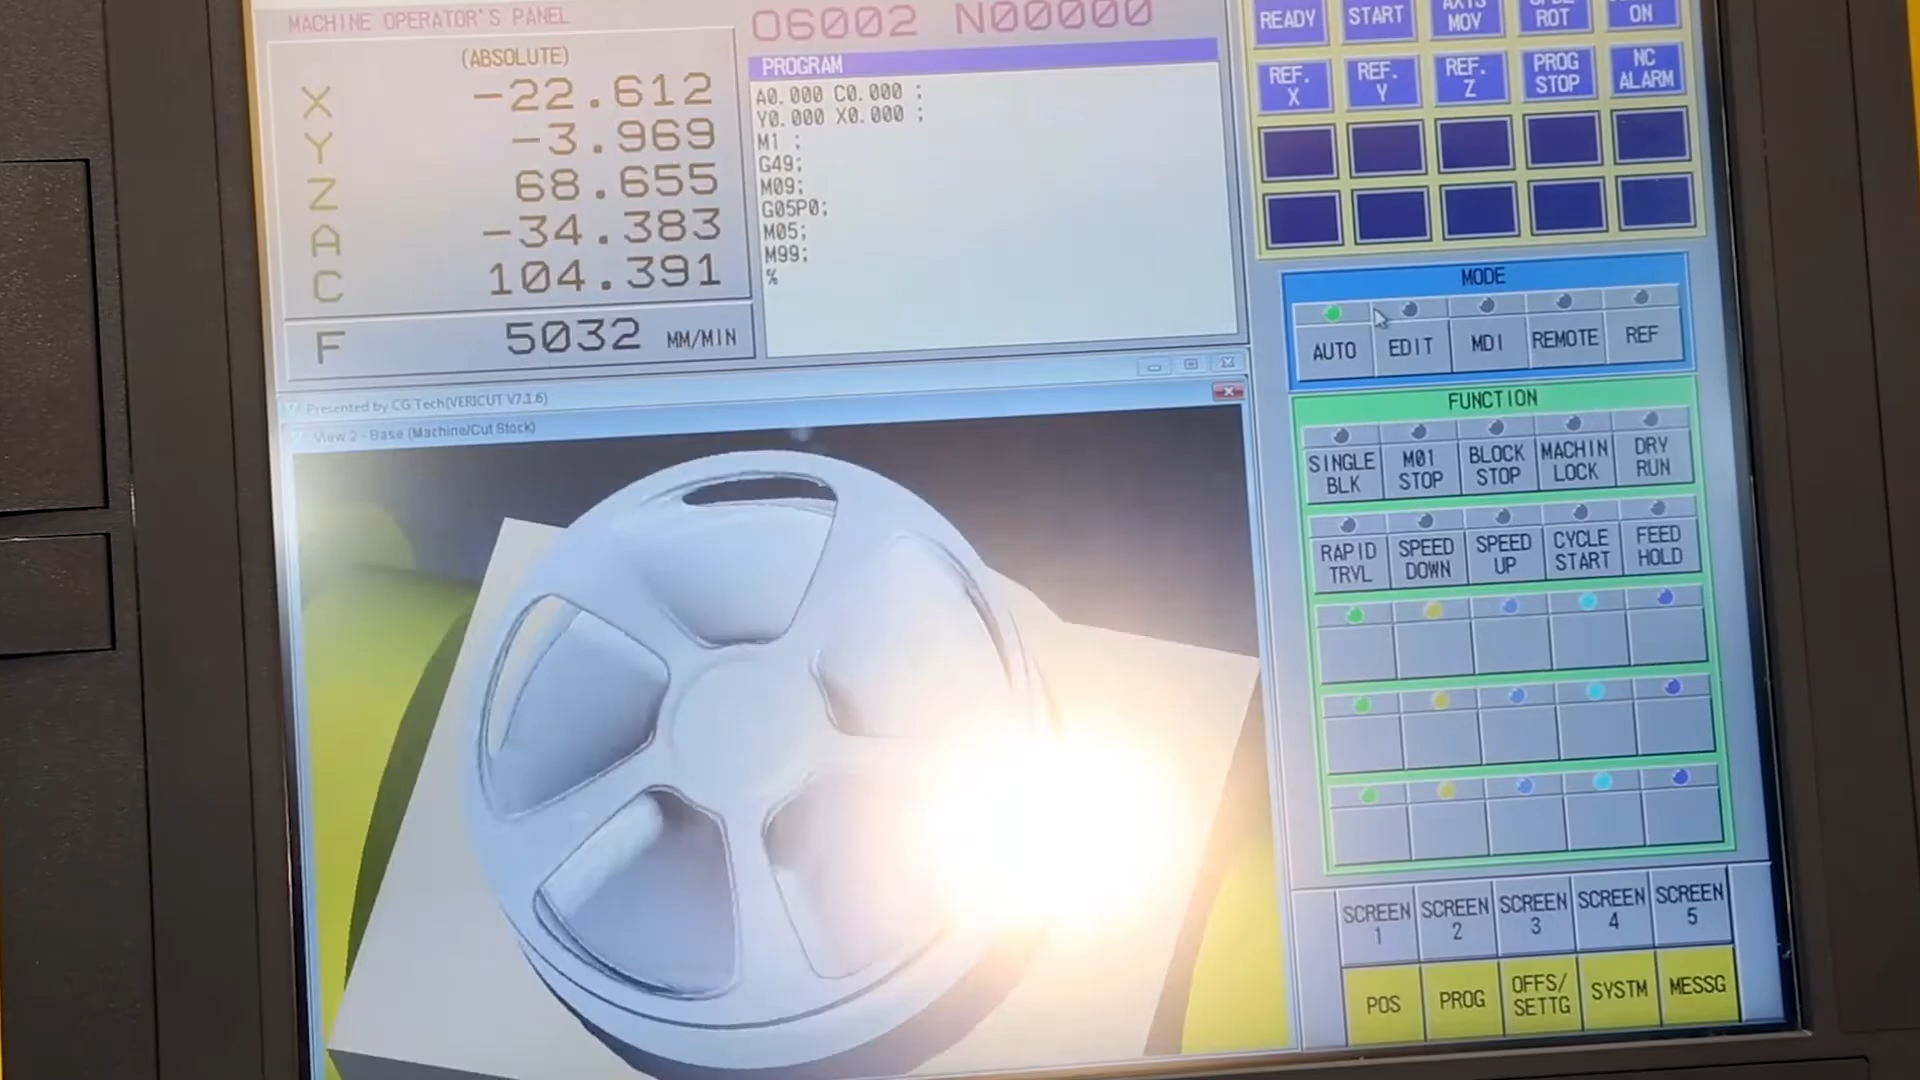 MACHINE OPERATOR'S PANEL
(ABSOLUTE)
X -22.612
Y -3.969
Z 68.655
A -34.383
C 104.391
F 5032 MM/MIN
O6002 N00000
PROGRAM
A0.000 C0.000 ;
Y0.000 X0.000 ;
M1 ;
G49;
M09;
G05P0;
M05;
M99;
%
Presented by CG Tech(VERICUT V7.1.6)
View 2 - Base (Machine/Cut Stock)
READY
START
AXIS
MOV
ROT
ON
REF.
X
REF.
Y
REF.
Z
PROG
STOP
NC
ALARM
MODE
AUTO
EDIT
MDI
REMOTE
REF
FUNCTION
SINGLE
BLK
M01
STOP
BLOCK
STOP
MACHIN
LOCK
DRY
RUN
RAPID
TRVL
SPEED
DOWN
SPEED
UP
CYCLE
START
FEED
HOLD
SCREEN
1
SCREEN
2
SCREEN
3
SCREEN
4
SCREEN
5
POS
PROG
OFFS/
SETTG
SYSTM
MESSG